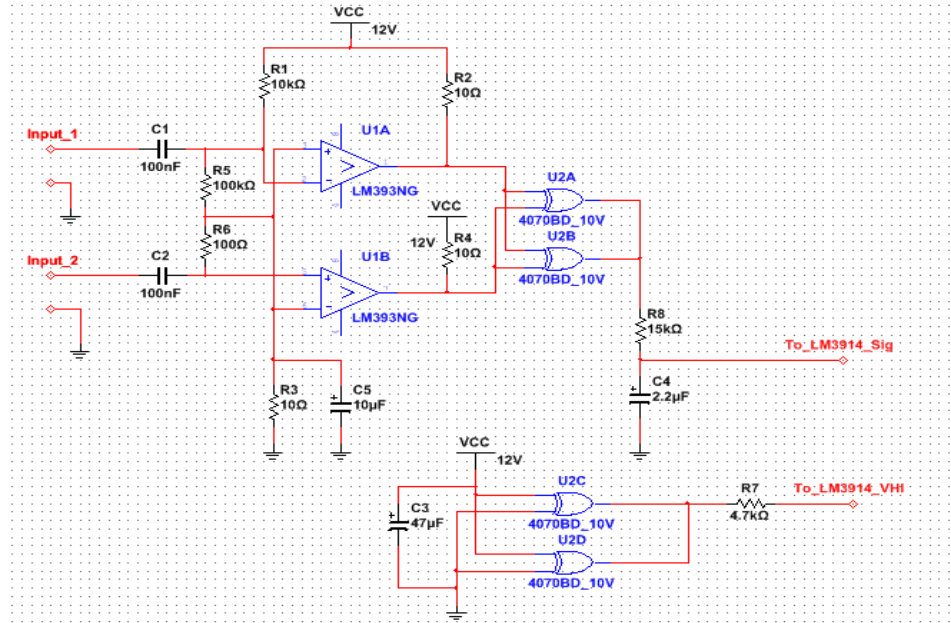 VCC
12V
R1
10kΩ
R2
10Ω
Input_1
C1
100nF
U1A
LM393NG
R5
100kΩ
U2A
4070BD_10V
VCC
12V
R4
10Ω
R6
100Ω
U2B
4070BD_10V
Input_2
C2
100nF
U1B
LM393NG
R8
15kΩ
To_LM3914_Sig
C4
2.2µF
R3
10Ω
C5
10µF
VCC
12V
U2C
4070BD_10V
C3
47µF
R7
4.7kΩ
To_LM3914_VHI
U2D
4070BD_10V